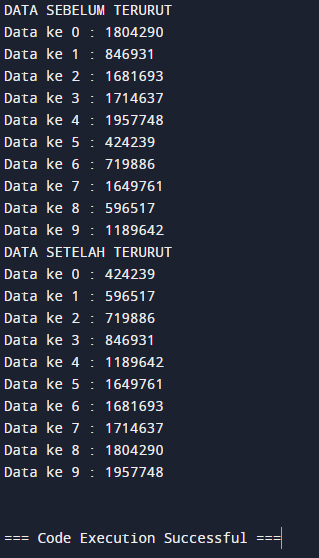 DATA SEBELUM TERURUT
Data ke 0 : 1804290
Data ke 1 : 846931
Data ke 2 : 1681693
Data ke 3 : 1714637
Data ke 4 : 1957748
Data ke 5 : 424239
Data ke 6 : 719886
Data ke 7 : 1649761
Data ke 8 : 596517
Data ke 9 : 1189642
DATA SETELAH TERURUT
Data ke 0 : 424239
Data ke 1 : 596517
Data ke 2 : 719886
Data ke 3 : 846931
Data ke 4 : 1189642
Data ke 5 : 1649761
Data ke 6 : 1681693
Data ke 7 : 1714637
Data ke 8 : 1804290
Data ke 9 : 1957748
=== Code Execution Successful ===